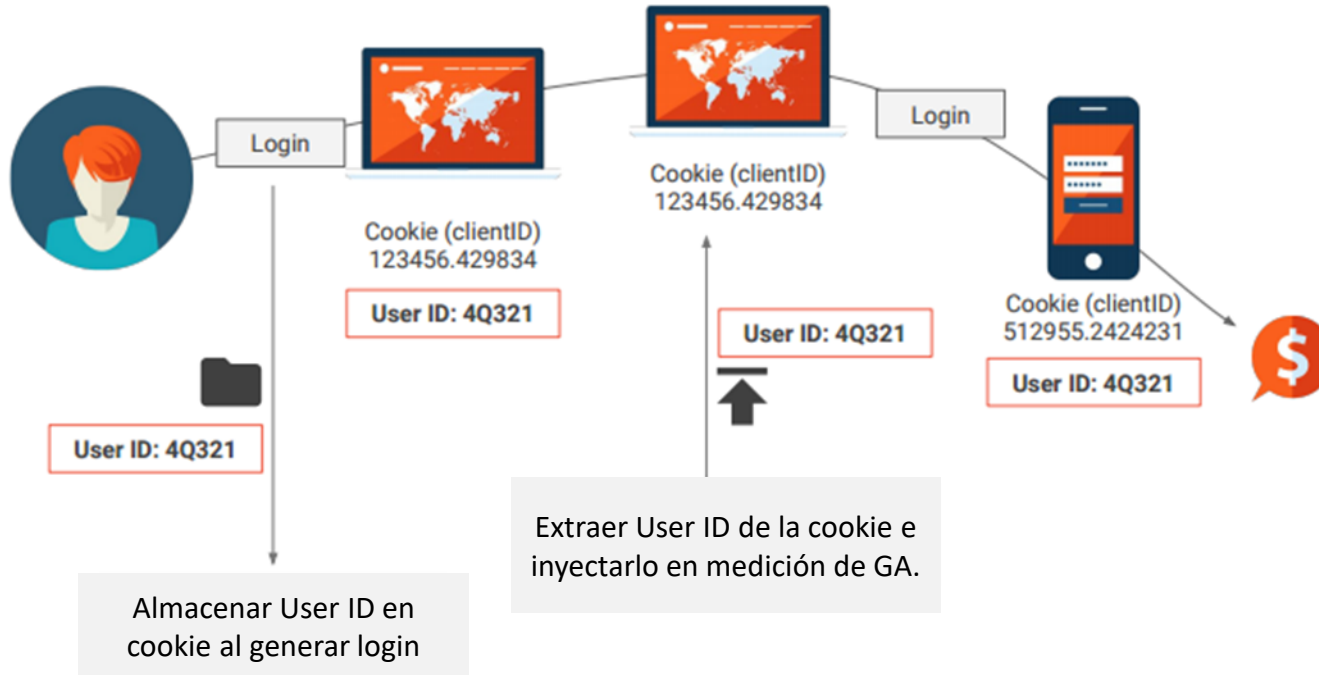 Login
Cookie (clientID)
123456.429834
User ID: 4Q321
Cookie (clientID)
123456.429834
User ID: 4Q321
Login
Cookie (clientID)
512955.2424231
User ID: 4Q321
$
User ID: 4Q321
Almacenar User ID en
cookie al generar login
Extraer User ID de la cookie e
inyectarlo en medición de GA.